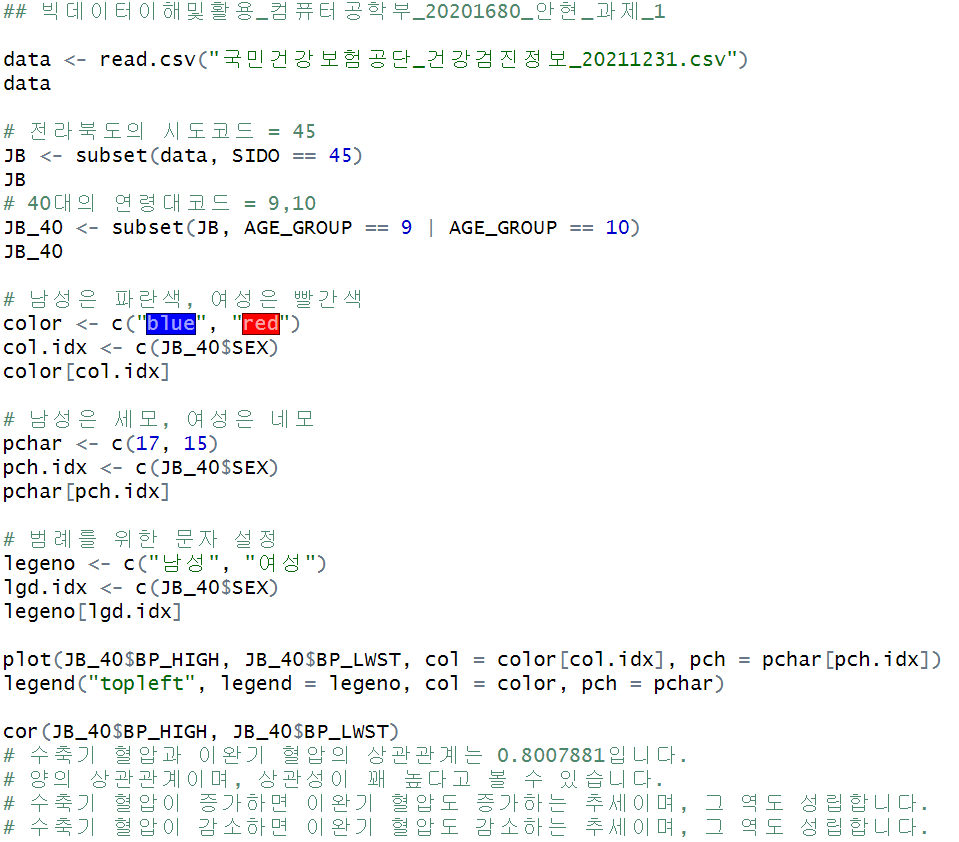 ## 빅데이터이해및활용_컴퓨터공학부_20201680_안현_과제_1
data <- read.csv("국민건강보험공단_건강검진정보_20211231.csv")
data
# 전라북도의 시도코드 = 45
JB <- subset(data, SIDO == 45)
JB
# 40대의 연령대코드 = 9,10
JB_40 <- subset(JB, AGE_GROUP == 9 | AGE_GROUP == 10)
JB_40
# 남성은 파란색, 여성은 빨간색
color <- c("blue", "red")
col.idx <- c(JB_40$SEX)
color[col.idx]
# 남성은 세모, 여성은 네모
pchar <- c(17, 15)
pch.idx <- c(JB_40$SEX)
pchar[pch.idx]
# 범례를 위한 문자 설정
legeno <- c("남성", "여성")
lgd.idx <- c(JB_40$SEX)
legeno[lgd.idx]
plot(JB_40$BP_HIGH, JB_40$BP_LWST, col = color[col.idx], pch = pchar[pch.idx])
legend("topleft", legend = legeno, col = color, pch = pchar)
cor(JB_40$BP_HIGH, JB_40$BP_LWST)
# 수축기 혈압과 이완기 혈압의 상관관계는 0.8007881입니다.
# 양의 상관관계이며, 상관성이 꽤 높다고 볼 수 있습니다.
# 수축기 혈압이 증가하면 이완기 혈압도 증가하는 추세이며, 그 역도 성립합니다.
# 수축기 혈압이 감소하면 이완기 혈압도 감소하는 추세이며, 그 역도 성립합니다.